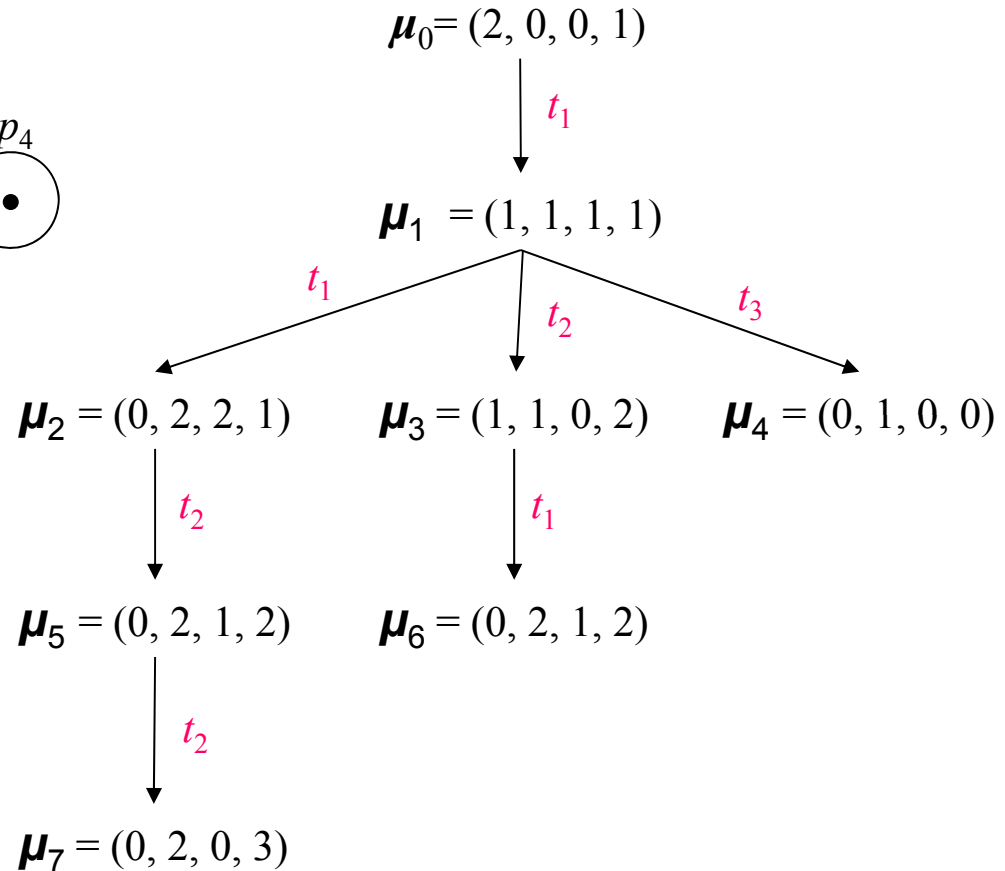 μ₀= (2, 0, 0, 1)
t₁
p₄
μ₁ = (1, 1, 1, 1)
t₁
t₂
t₃
μ₂ = (0, 2, 2, 1)
μ₃ = (1, 1, 0, 2)
μ₄ = (0, 1, 0, 0)
t₂
t₁
μ₅ = (0, 2, 1, 2)
μ₆ = (0, 2, 1, 2)
t₂
μ₇ = (0, 2, 0, 3)